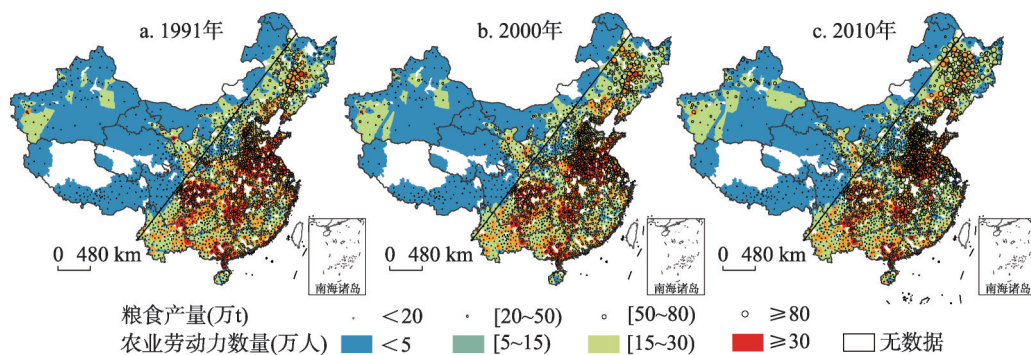 a. 1991年
b. 2000年
c. 2010年
0 480 km
南海诸岛
0 480 km
南海诸岛
0 480 km
南海诸岛
粮食产量(万t) <20 [20~50) [50~80) ≥80
农业劳动力数量(万人) <5 [5~15) [15~30) ≥30 无数据